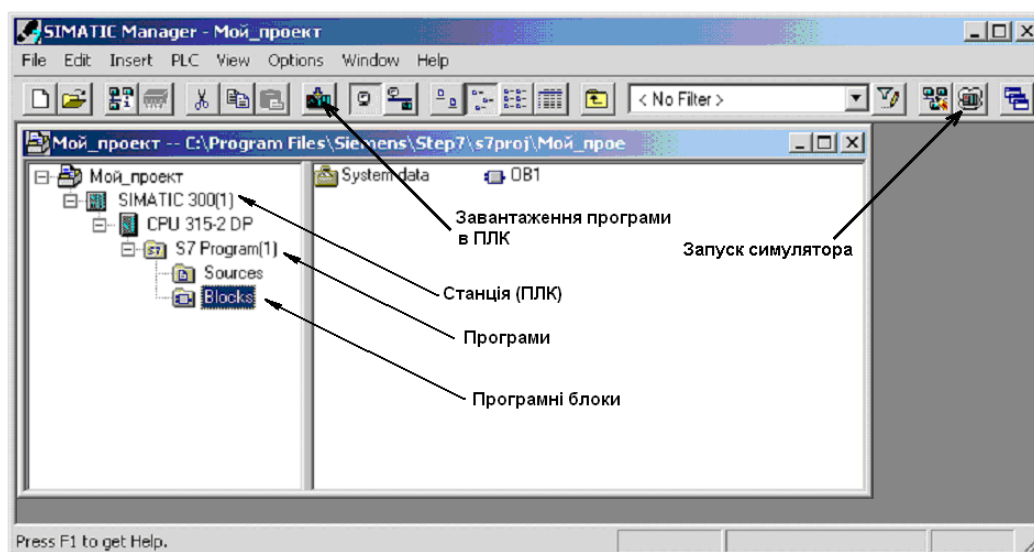 SIMATIC Manager - Мой_проект
File Edit Insert PLC View Options Window Help
< No Filter >
Мой_проект -- C:\Program Files\Siemens\Step7\s7proj\Мой_прое
Мой_проект
SIMATIC 300(1)
CPU 315-2 DP
S7 Program(1)
Sources
Blocks
System data OB1
Завантаження програми
в ПЛК
Запуск симулятора
Станція (ПЛК)
Програми
Програмні блоки
Press F1 to get Help.